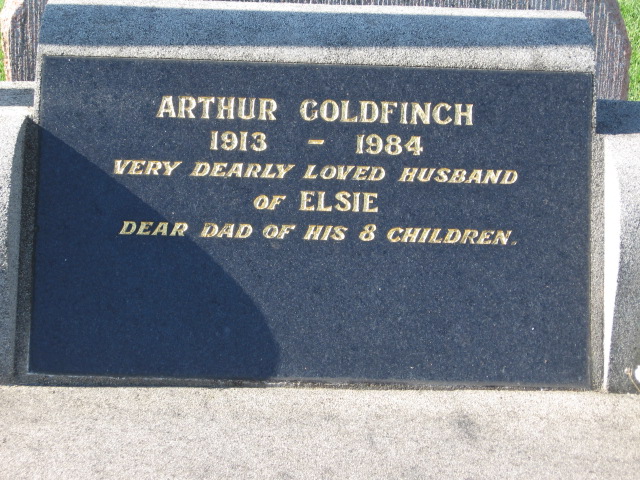 ARTHUR GOLDFINCH
1913 - 1984
VERY DEARLY LOVED HUSBAND
OF ELSIE
DEAR DAD OF HIS 8 CHILDREN.